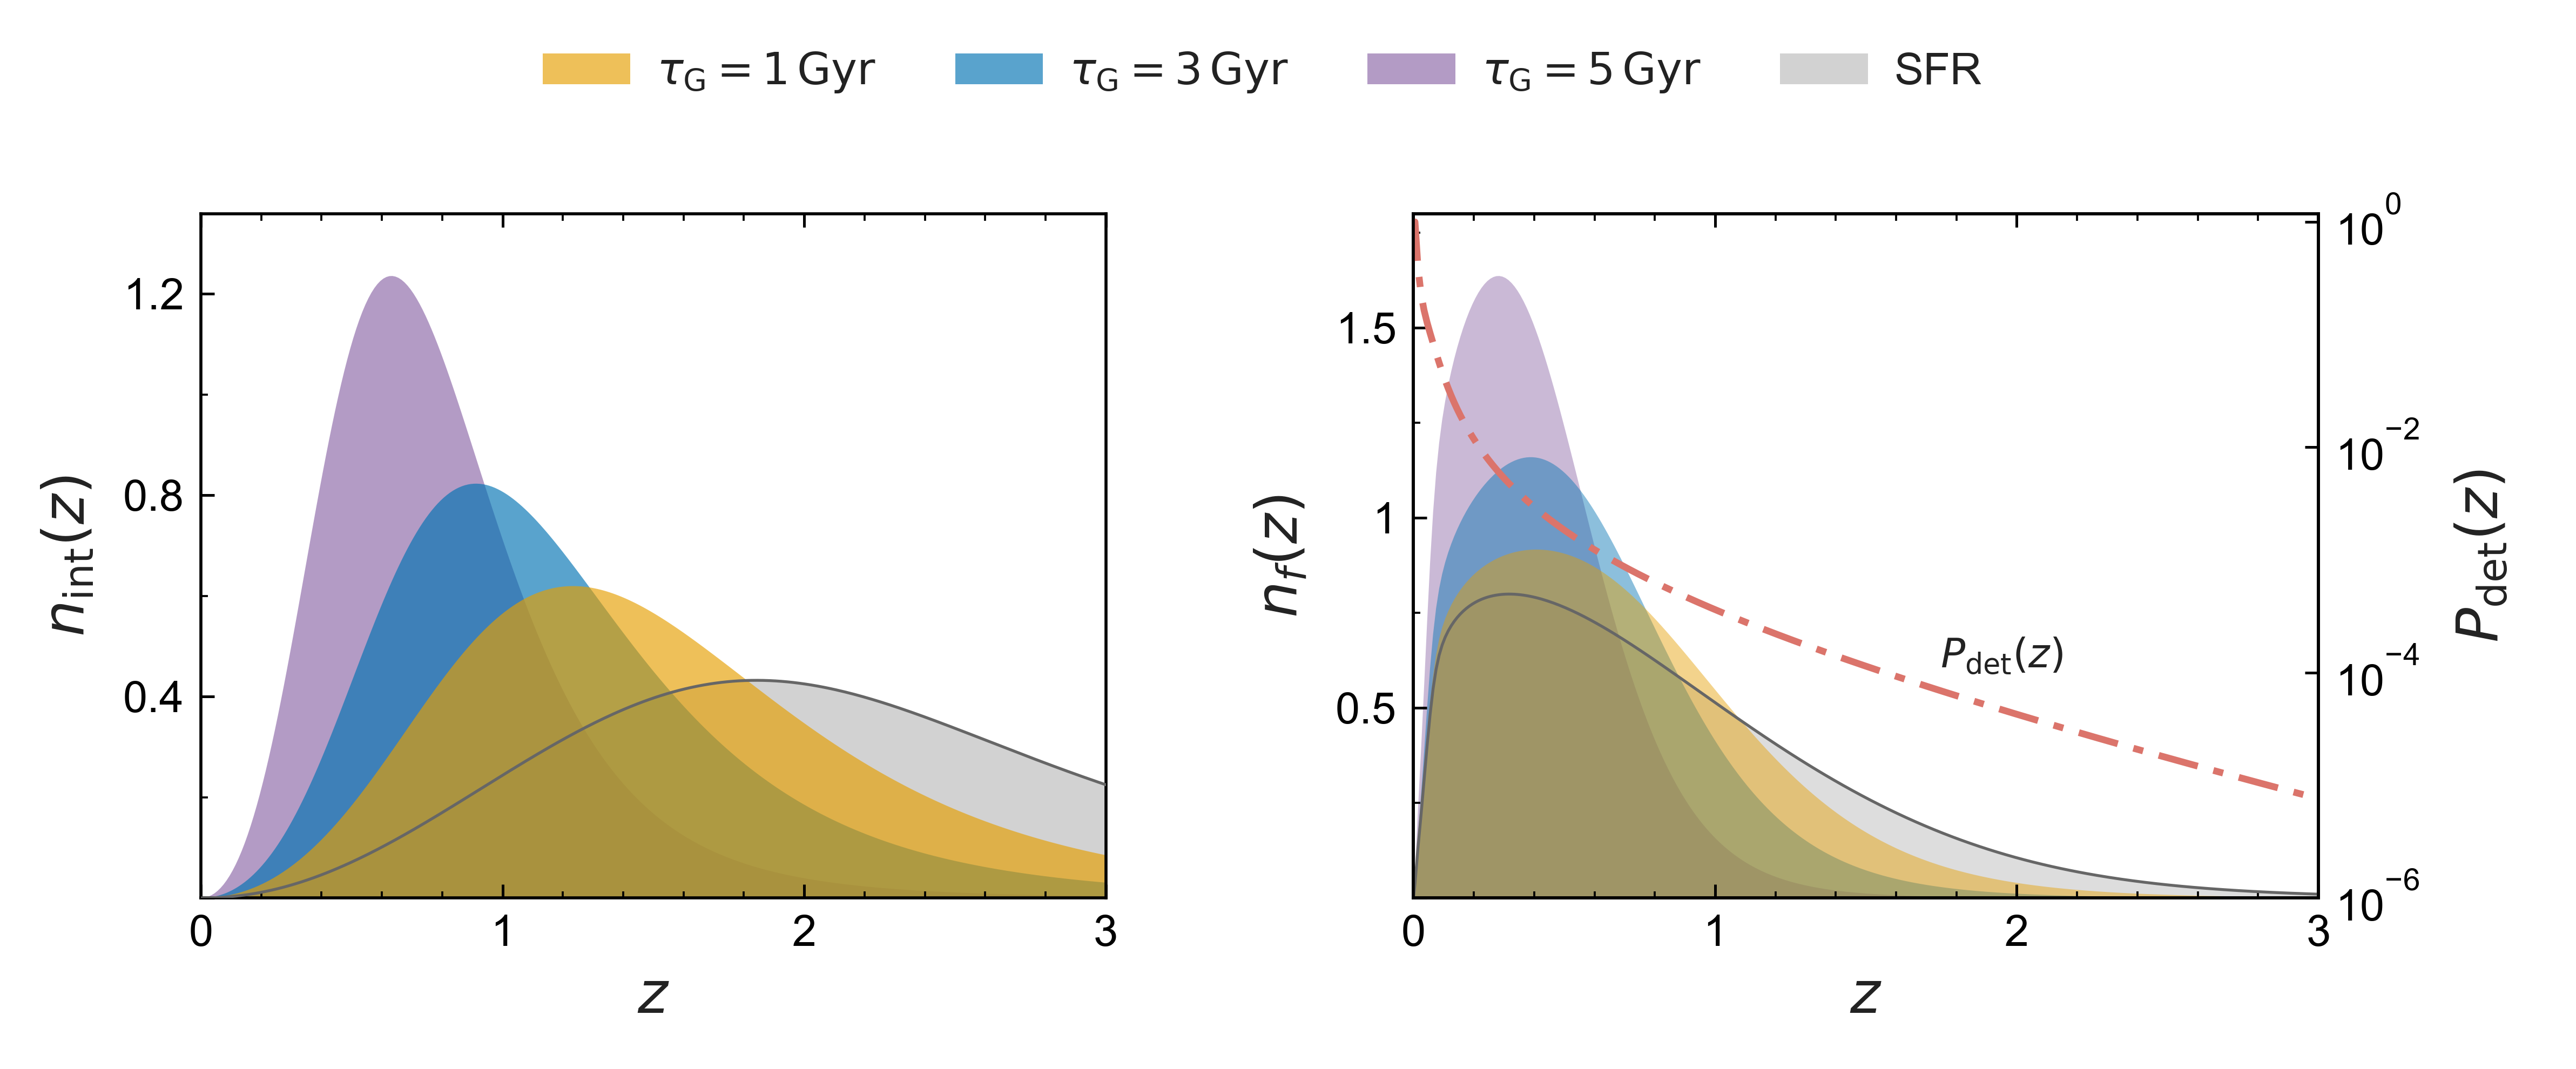 τG = 1 Gyr τG = 3 Gyr τG = 5 Gyr SFR
nint(z)
1.2
0.8
0.4
0 1 2 3
z
nf(z)
1.5
1
0.5
0 1 2 3
z
Pdet(z)
10^0
10^−2
10^−4
10^−6
Pdet(z)